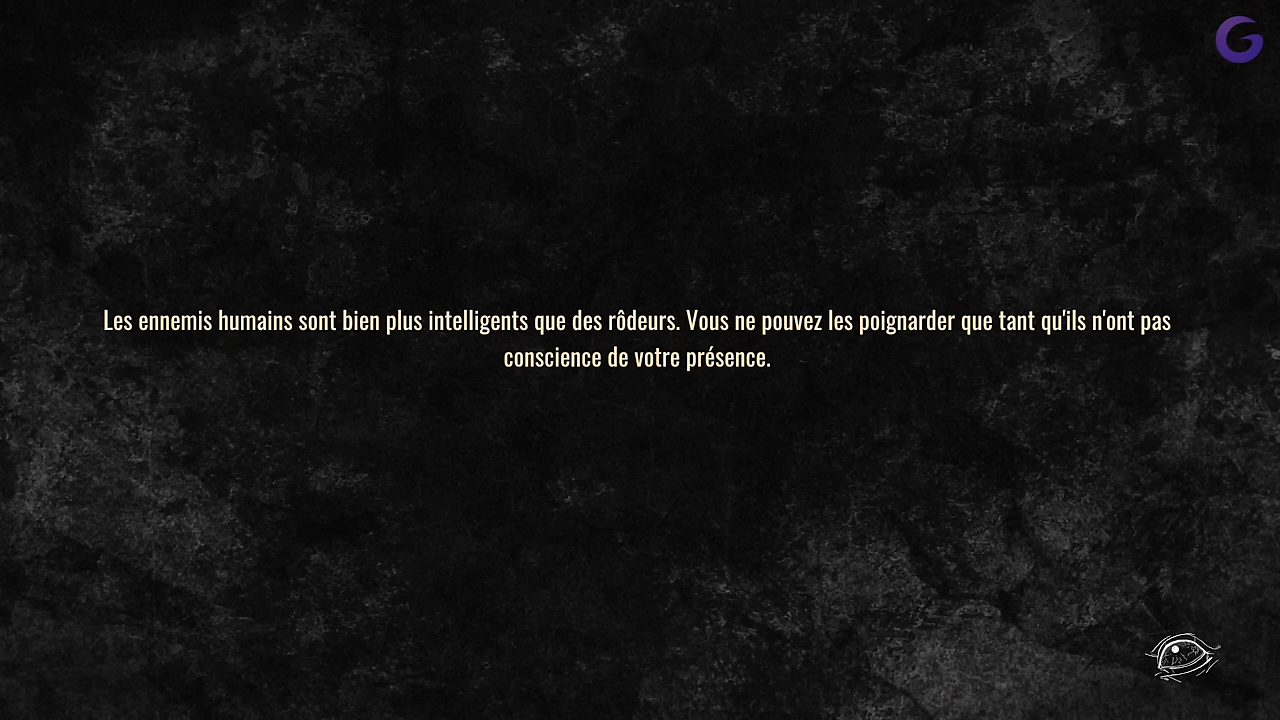 Les ennemis humains sont bien plus intelligents que des rôdeurs. Vous ne pouvez les poignarder que tant qu'ils n'ont pas
conscience de votre présence.